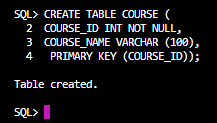 SQL> CREATE TABLE COURSE (
  2  COURSE_ID INT NOT NULL,
  3  COURSE_NAME VARCHAR (100),
  4   PRIMARY KEY (COURSE_ID));
Table created.
SQL>